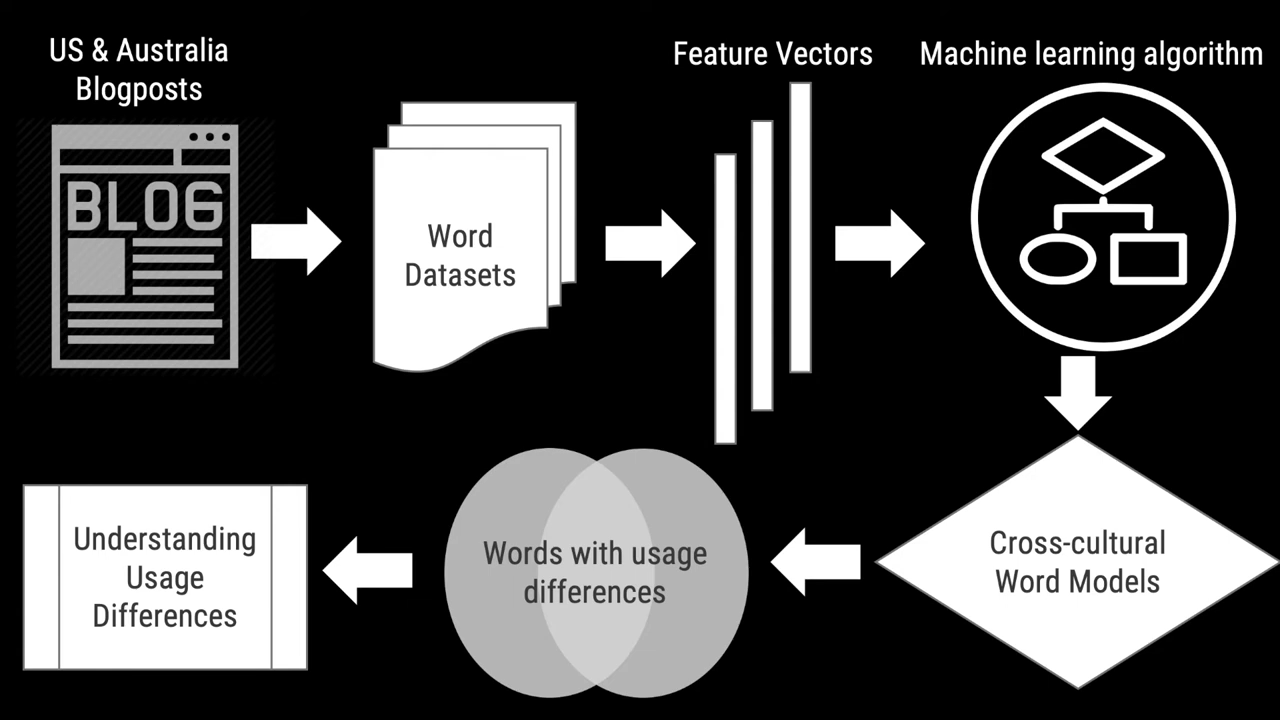 US & Australia
Blogposts
BLOG
Word
Datasets
Feature Vectors
Machine learning algorithm
Cross-cultural
Word Models
Words with usage
differences
Understanding
Usage
Differences